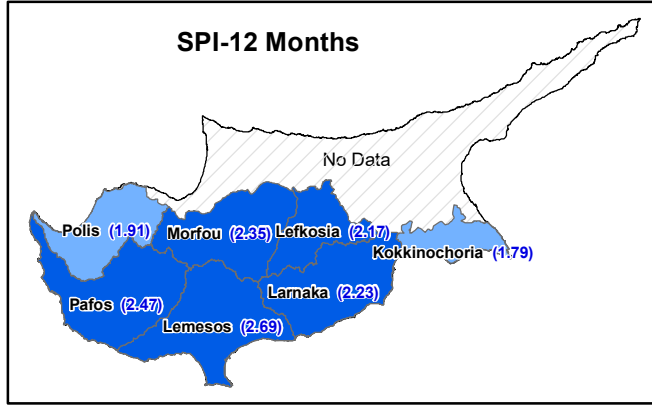 SPI-12 Months
No Data
Polis (1.91)
Morfou (2.35)
Lefkosia (2.17)
Kokkinochoria (1.79)
Pafos (2.47)
Larnaka (2.23)
Lemesos (2.69)